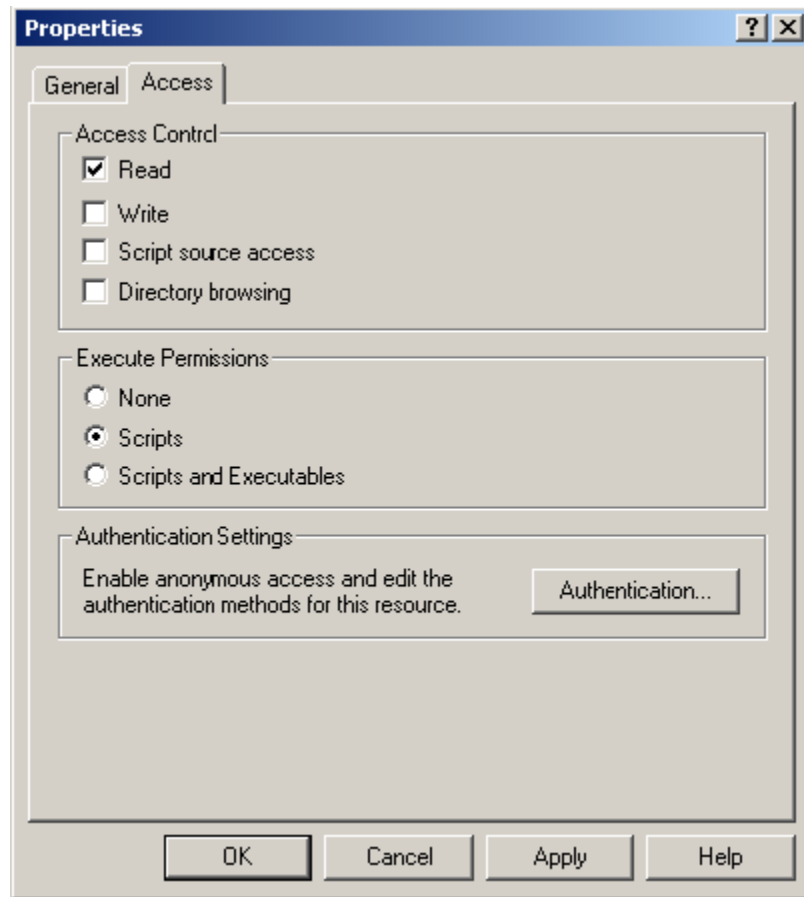 Properties
General Access
Access Control
Read
Write
Script source access
Directory browsing
Execute Permissions
None
Scripts
Scripts and Executables
Authentication Settings
Enable anonymous access and edit the
authentication methods for this resource.
Authentication...
OK Cancel Apply Help